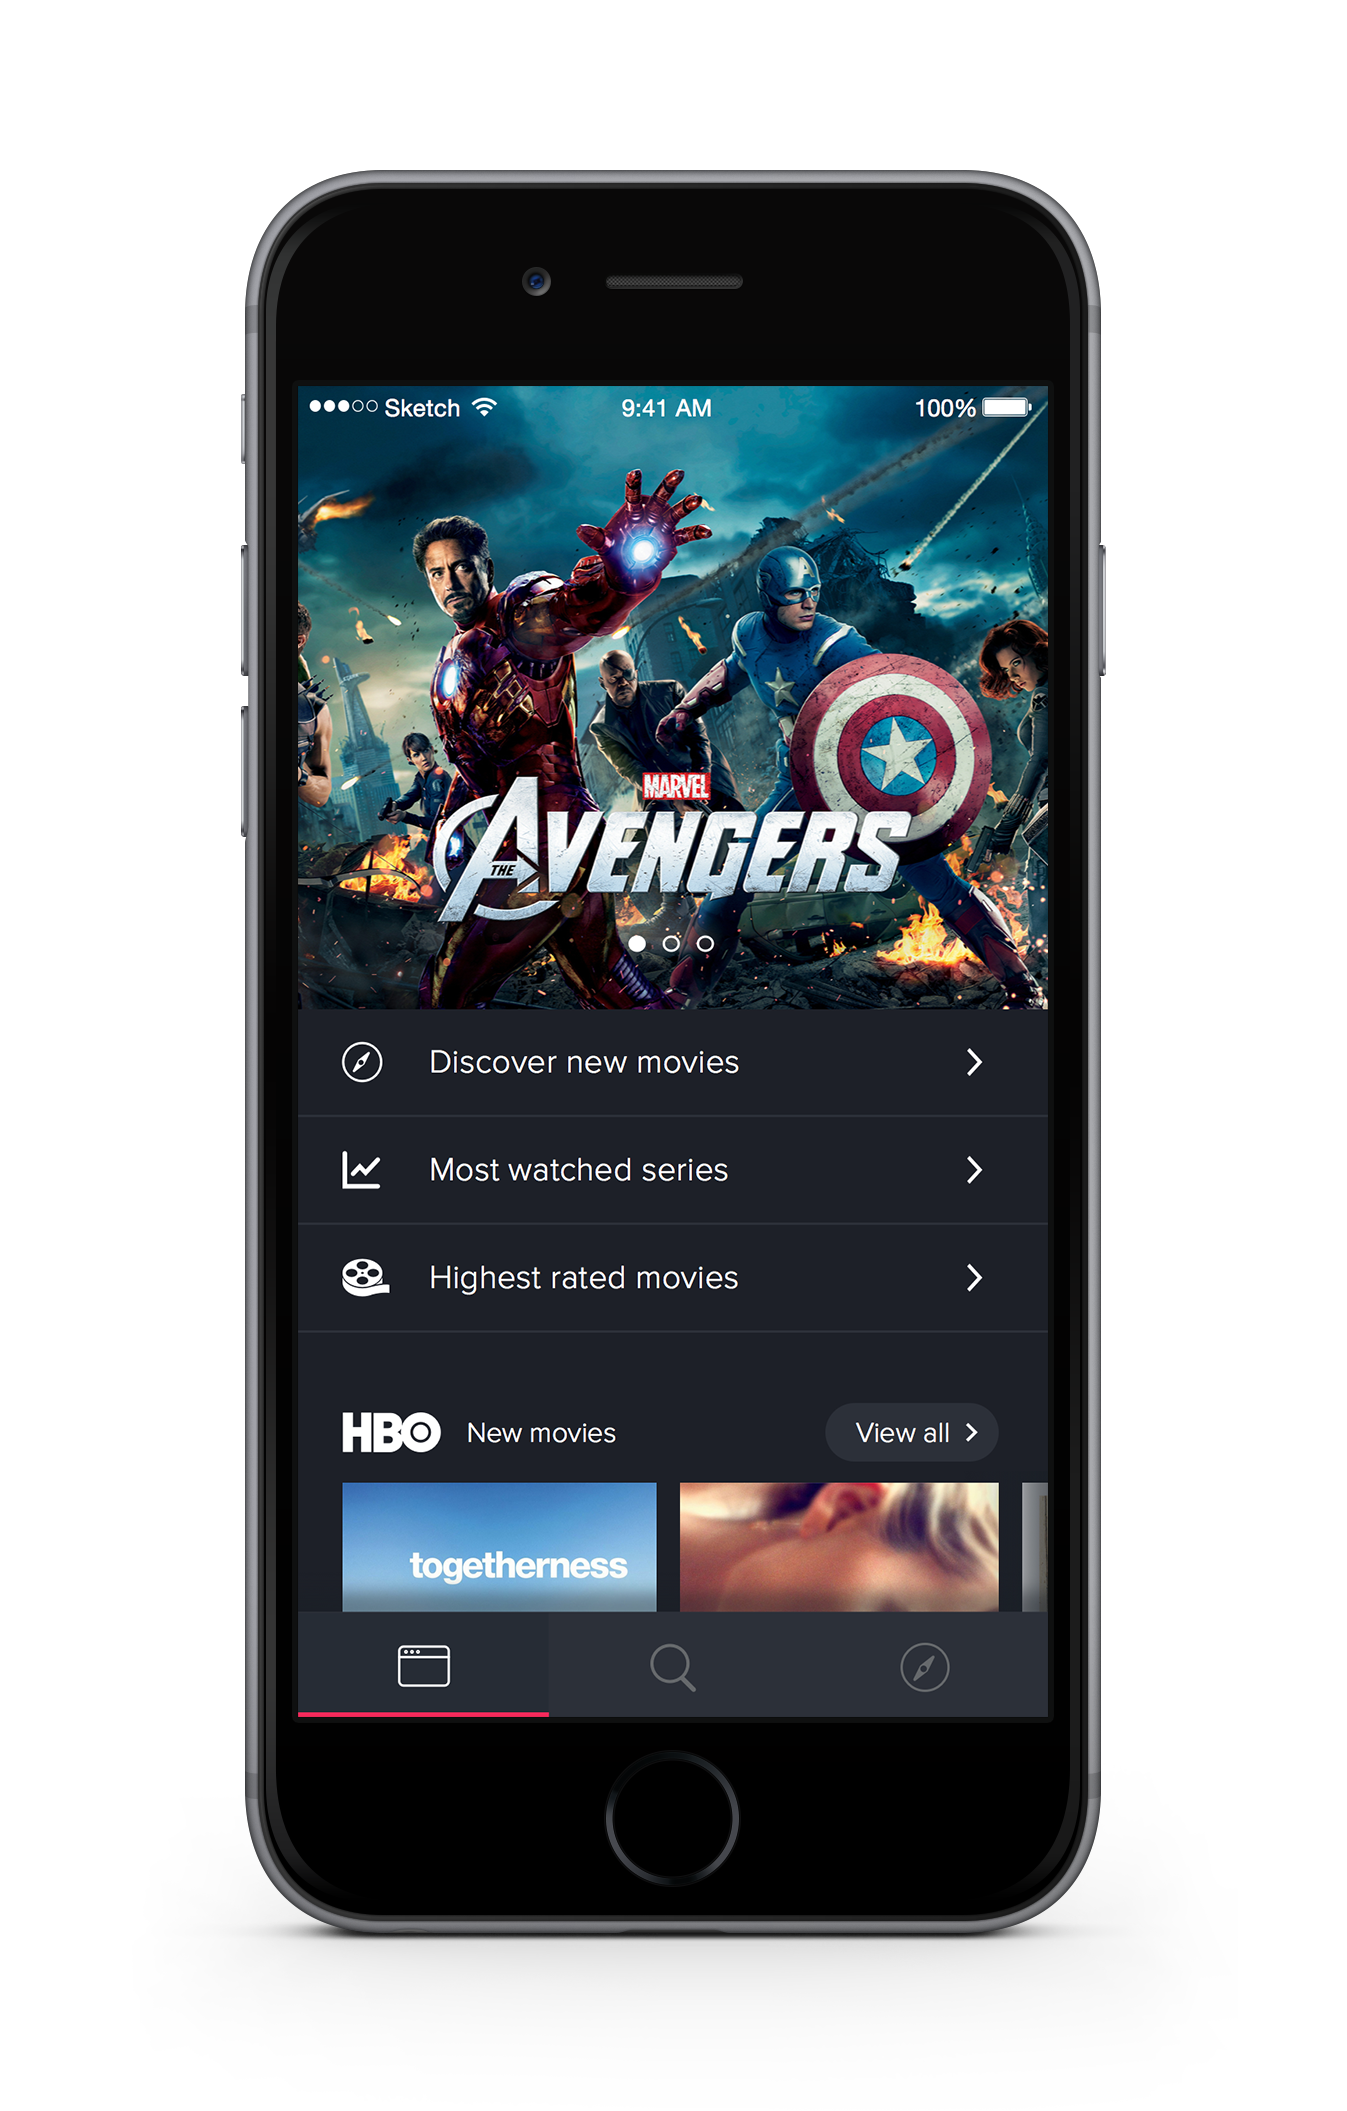 Sketch 9:41 AM 100%
MARVEL
THE AVENGERS
Discover new movies
Most watched series
Highest rated movies
HBO New movies View all
togetherness